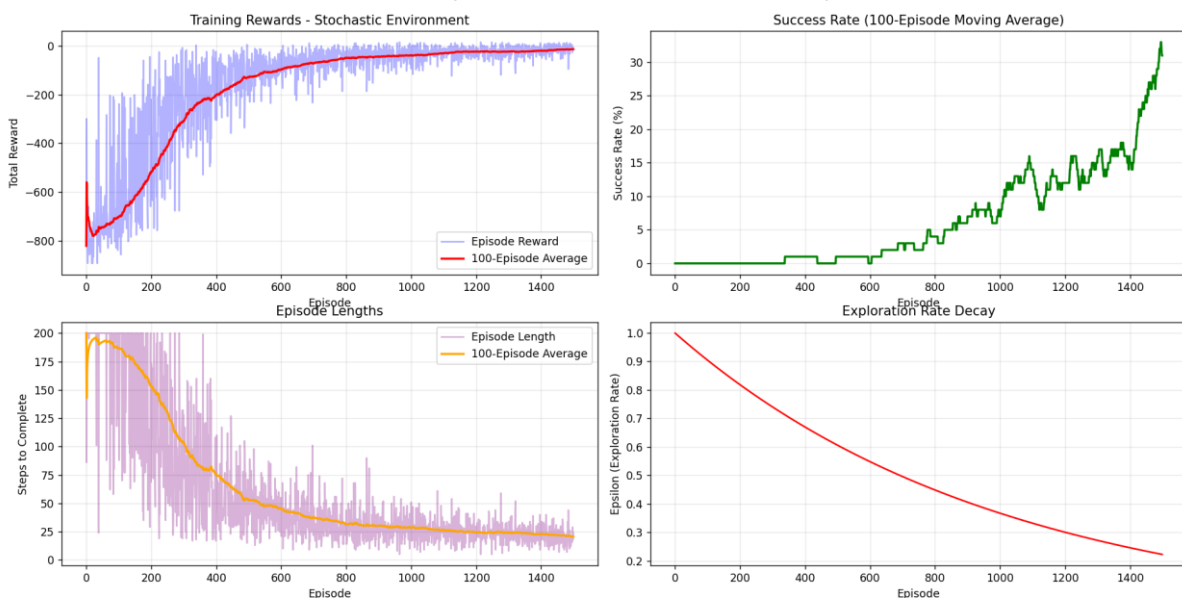 Training Rewards - Stochastic Environment
Total Reward
0
−200
−400
−600
−800
Episode Reward
100-Episode Average
0 200 400 600 800 1000 1200 1400
Episode
Success Rate (100-Episode Moving Average)
Success Rate (%)
30
25
20
15
10
5
0
0 200 400 600 800 1000 1200 1400
Episode
Episode Lengths
Steps to Complete
200
175
150
125
100
75
50
25
0
Episode Length
100-Episode Average
0 200 400 600 800 1000 1200 1400
Episode
Exploration Rate Decay
Epsilon (Exploration Rate)
1.0
0.9
0.8
0.7
0.6
0.5
0.4
0.3
0.2
0 200 400 600 800 1000 1200 1400
Episode